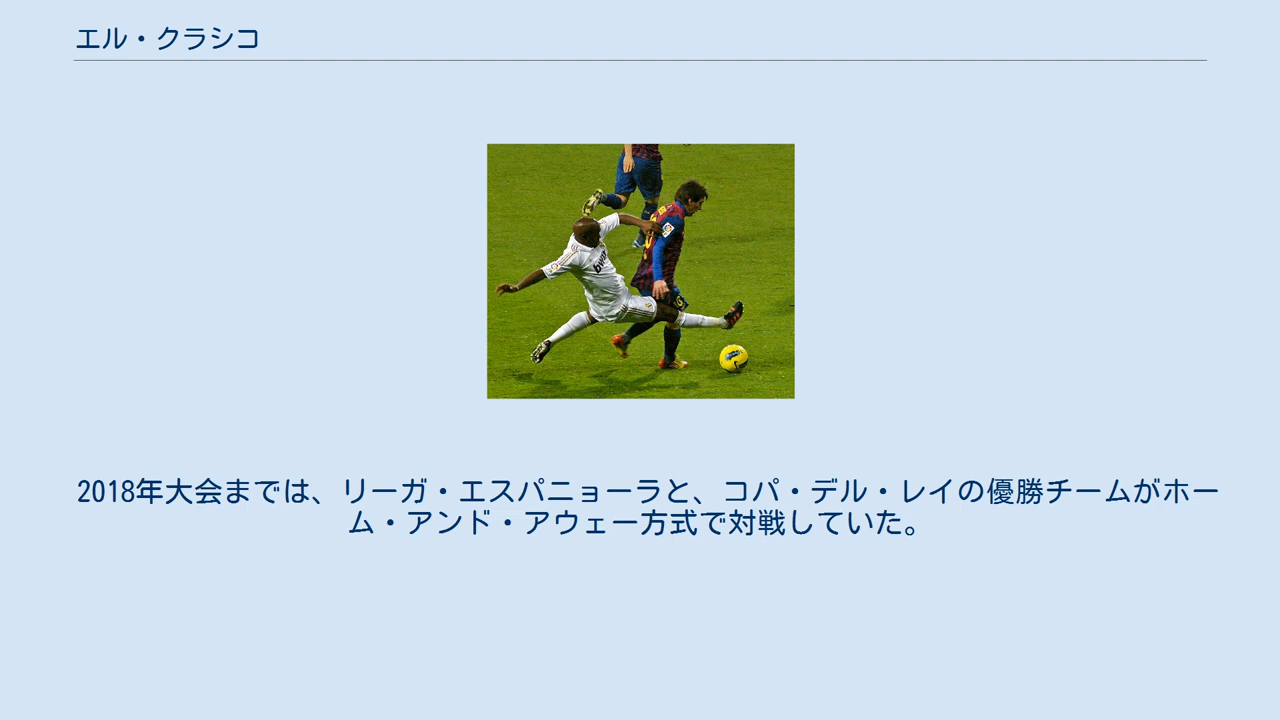 エル・クラシコ
2018年大会までは、リーガ・エスパニョーラと、コパ・デル・レイの優勝チームがホー
ム・アンド・アウェー方式で対戦していた。